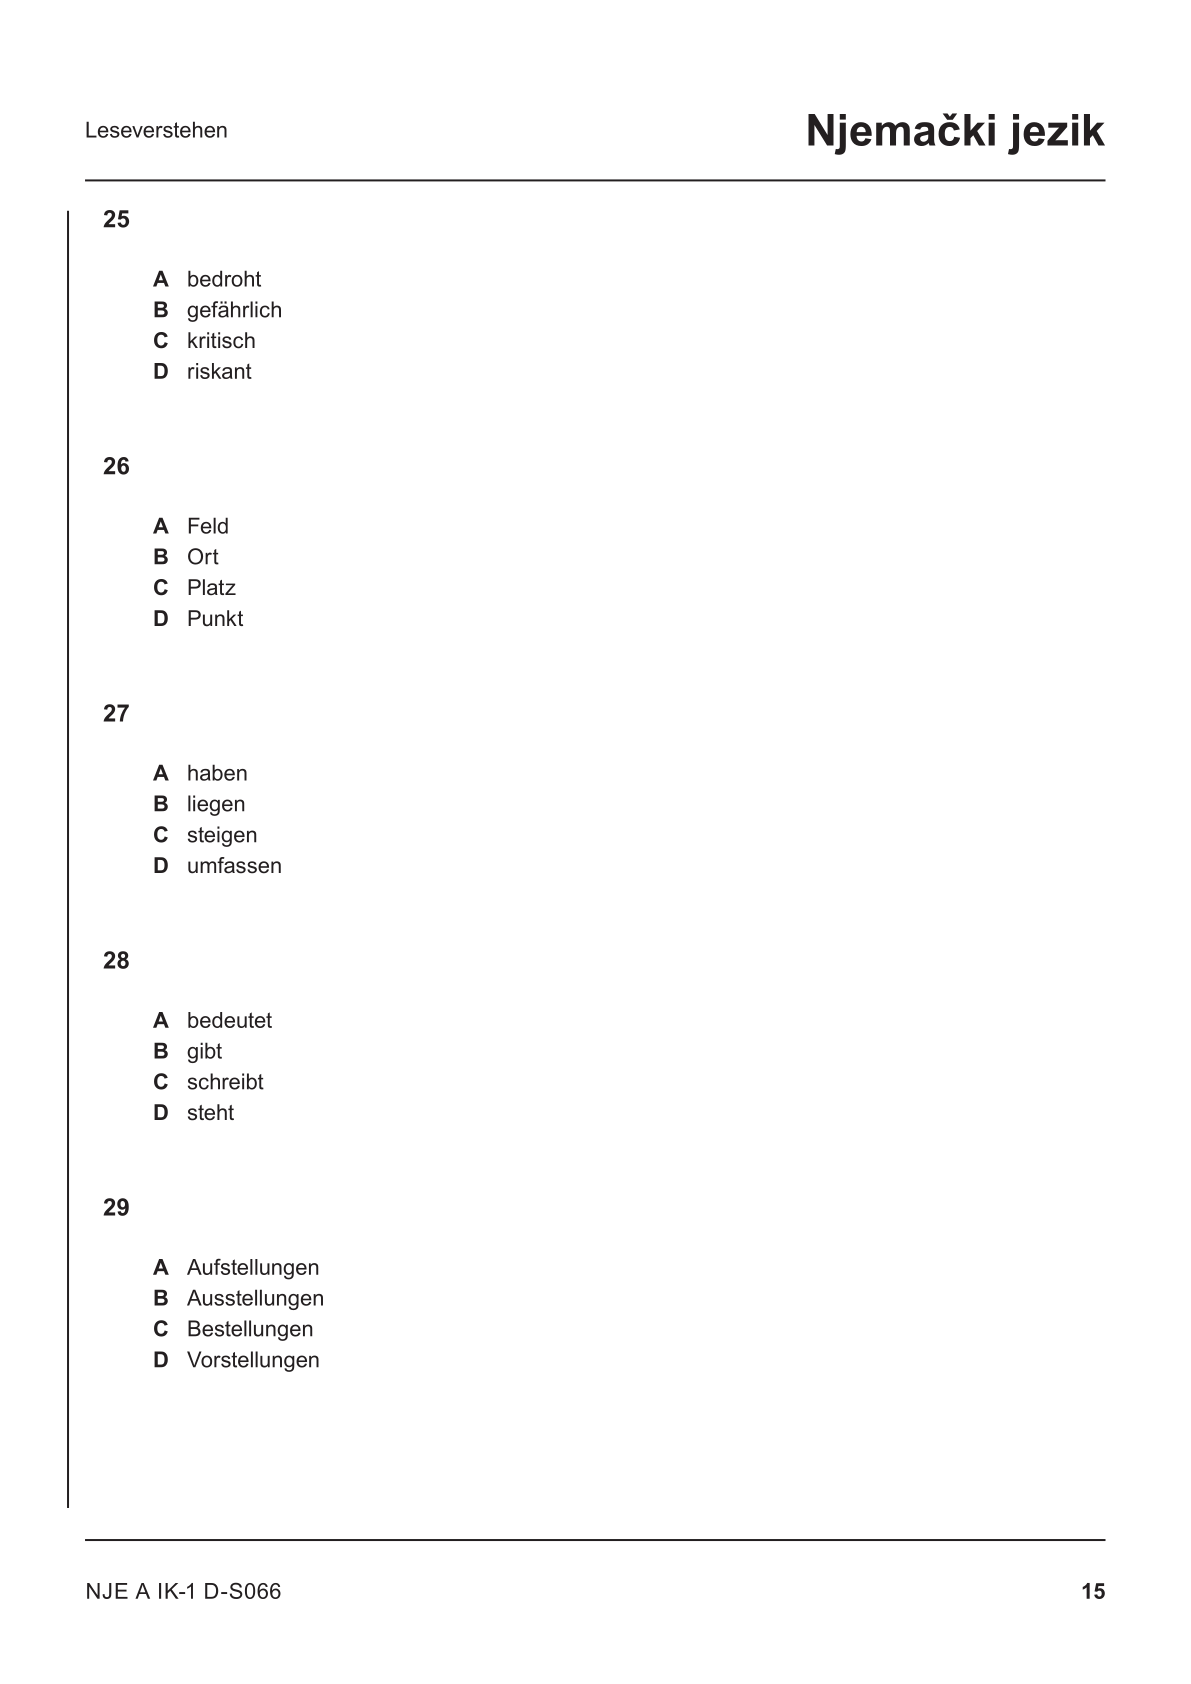 Leseverstehen
Njemački jezik
25
A bedroht
B gefährlich
C kritisch
D riskant
26
A Feld
B Ort
C Platz
D Punkt
27
A haben
B liegen
C steigen
D umfassen
28
A bedeutet
B gibt
C schreibt
D steht
29
A Aufstellungen
B Ausstellungen
C Bestellungen
D Vorstellungen
NJE A IK-1 D-S066
15